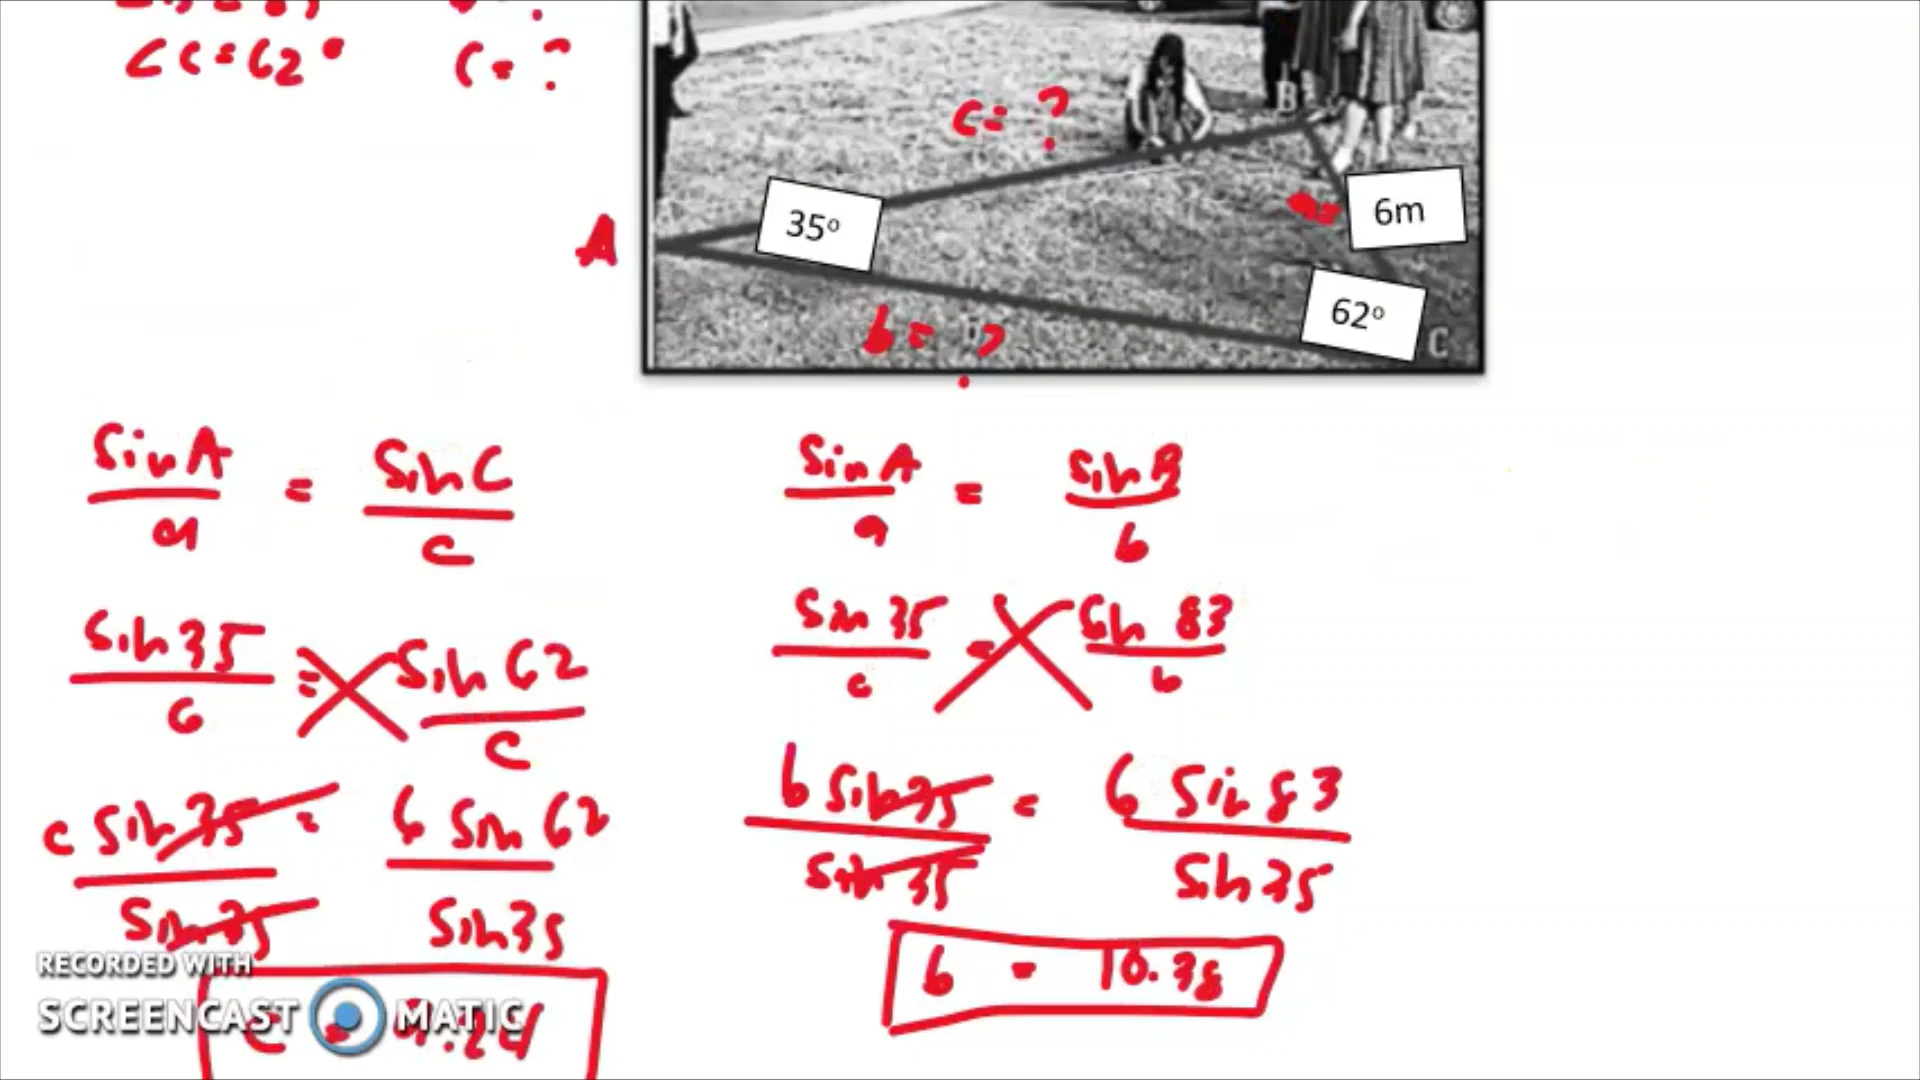 ∠C = 62°
c = ?
c = ?
B
35°
a=
6m
A
62°
C
b = ?
sin A / a = sin C / c
sin A / a = sin B / b
sin 35 / 6 = sin 62 / c
sin 35 / 6 = sin 83 / b
c sin 35 / sin 35 = 6 sin 62 / sin 35
b sin 35 / sin 35 = 6 sin 83 / sin 35
b = 10.38
RECORDED WITH
SCREENCAST MATIC
c = 9.24